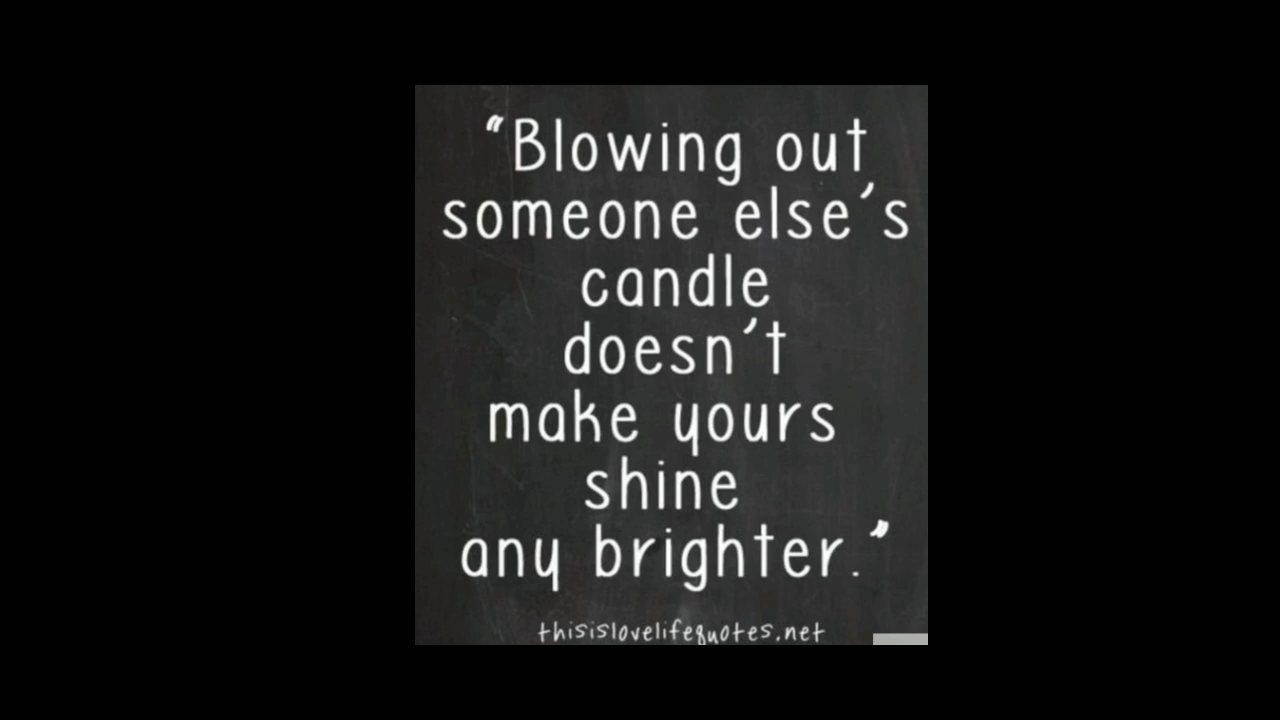 “Blowing out
someone else’s
candle
doesn’t
make yours
shine
any brighter.”
thisislovelifequotes.net